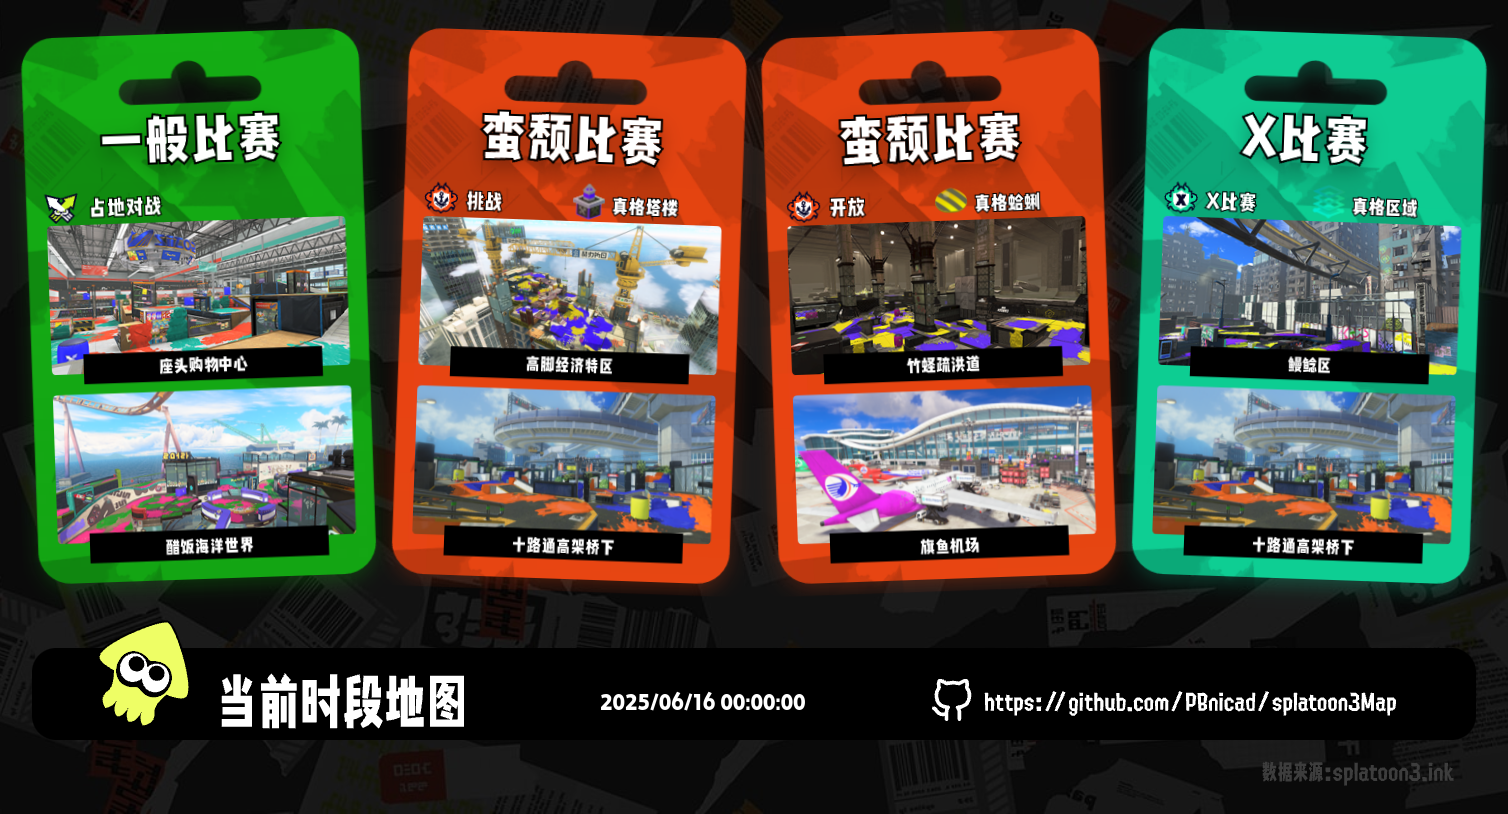 一般比赛
占地对战
座头购物中心
醋饭海洋世界
蛮颓比赛
挑战
真格塔楼
高脚经济特区
十路通高架桥下
蛮颓比赛
开放
真格蛤蜊
竹蛏疏洪道
旗鱼机场
X比赛
X比赛
真格区域
鳗鲶区
十路通高架桥下
当前时段地图
2025/06/16 00:00:00
https://github.com/PBnicad/splatoon3Map
数据来源:splatoon3.ink